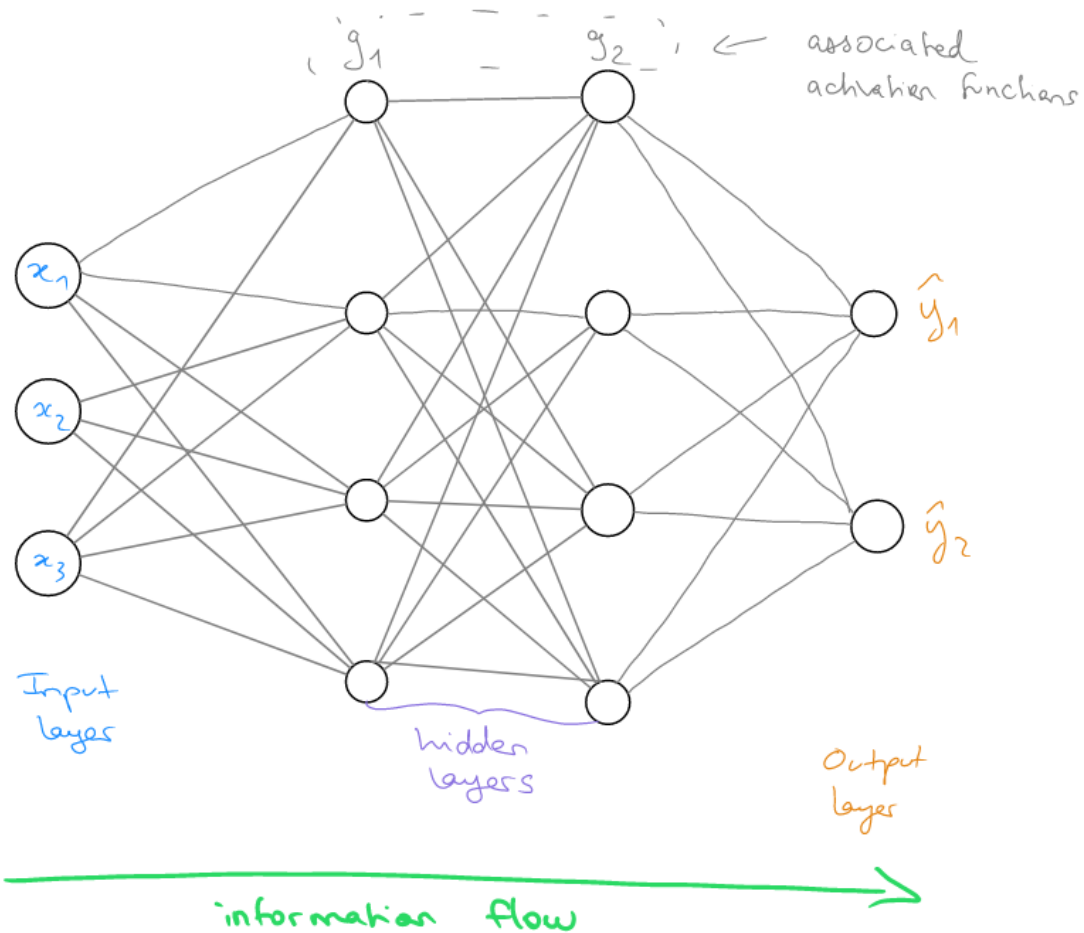 g₁ g₂ ← associated
activation functions
x₁
ŷ₁
x₂
ŷ₂
x₃
Input
layer
hidden
layers
Output
layer
information flow